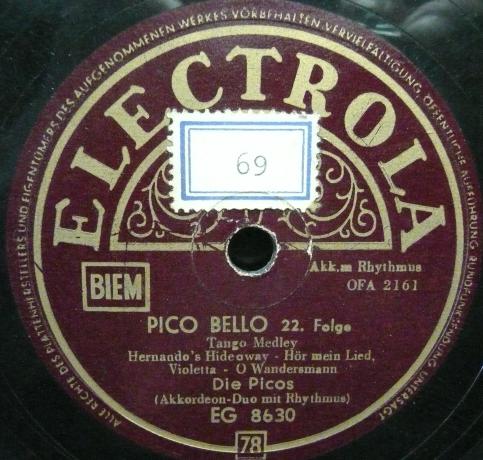 ALLE RECHTE DES PLATTENHERSTELLERS UND EIGENTÜMERS DES AUFGENOMMENEN WERKES VORBEHALTEN VERVIELFÄLTIGUNG, ÖFFENTLICHE AUFFÜHRUNG RUNDFUNKSENDUNG UNTERSAGT
ELECTROLA
69
BIEM
Akk.m Rhythmus
OFA 2161
PICO BELLO 22. Folge
Tango Medley
Hernando's Hideaway - Hör mein Lied,
Violetta - O Wandersmann
Die Picos
(Akkordeon-Duo mit Rhythmus)
EG 8630
78